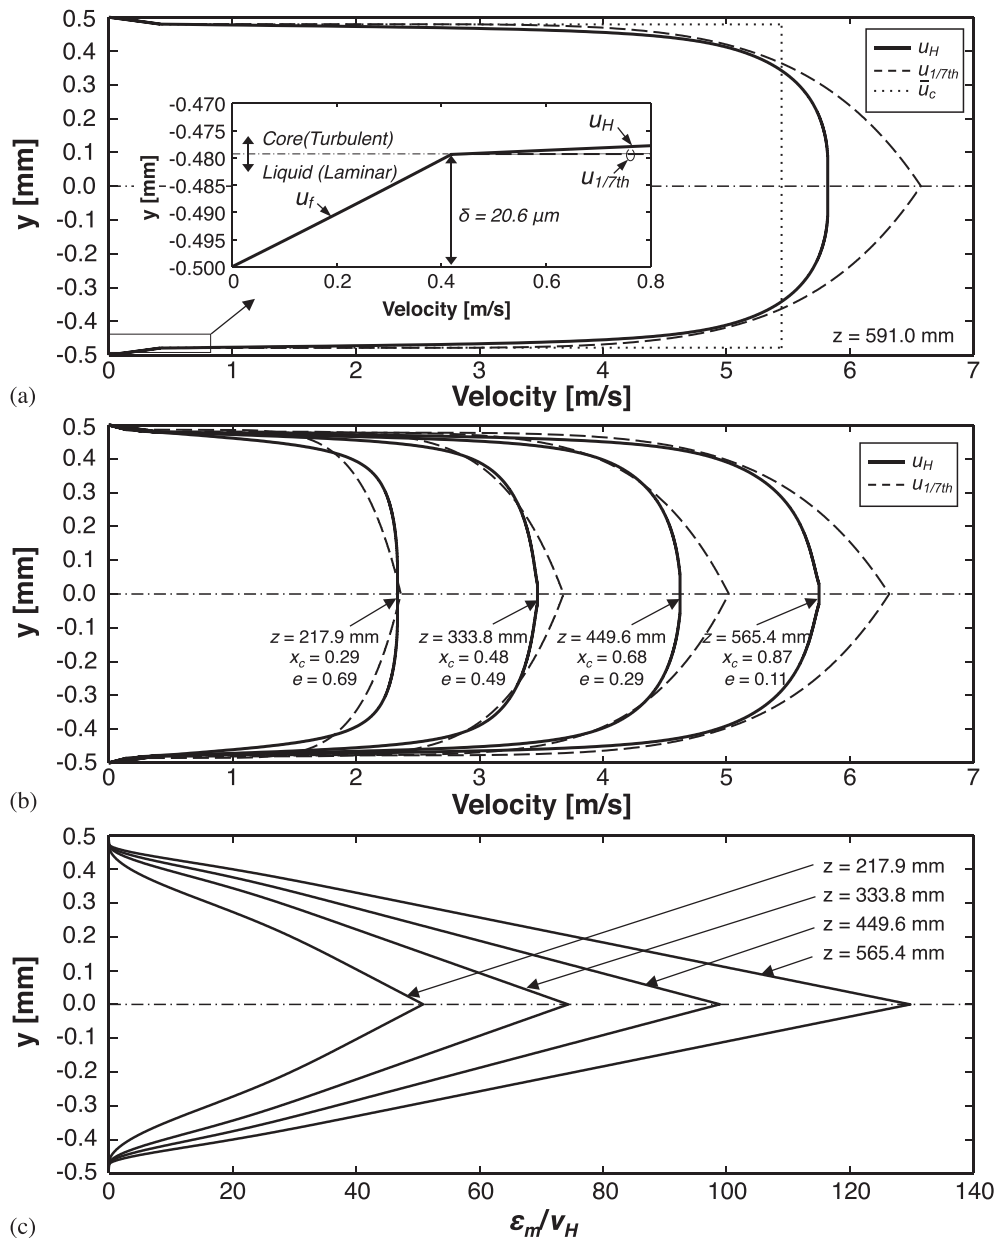 0.5
0.4
0.3
0.2
0.1
0.0
-0.1
-0.2
-0.3
-0.4
-0.5
y [mm]
u_H
u_1/7th
ū_c
-0.470
-0.475
-0.480
-0.485
-0.490
-0.495
-0.500
y [mm]
Core(Turbulent)
Liquid (Laminar)
u_f
u_H
u_1/7th
δ = 20.6 μm
0
0.2
0.4
0.6
0.8
Velocity [m/s]
z = 591.0 mm
0
1
2
3
4
5
6
7
(a)
Velocity [m/s]
0.5
0.4
0.3
0.2
0.1
0.0
-0.1
-0.2
-0.3
-0.4
-0.5
y [mm]
u_H
u_1/7th
z = 217.9 mm
x_c = 0.29
e = 0.69
z = 333.8 mm
x_c = 0.48
e = 0.49
z = 449.6 mm
x_c = 0.68
e = 0.29
z = 565.4 mm
x_c = 0.87
e = 0.11
0
1
2
3
4
5
6
7
(b)
Velocity [m/s]
0.5
0.4
0.3
0.2
0.1
0.0
-0.1
-0.2
-0.3
-0.4
-0.5
y [mm]
z = 217.9 mm
z = 333.8 mm
z = 449.6 mm
z = 565.4 mm
0
20
40
60
80
100
120
140
(c)
ε_m/ν_H